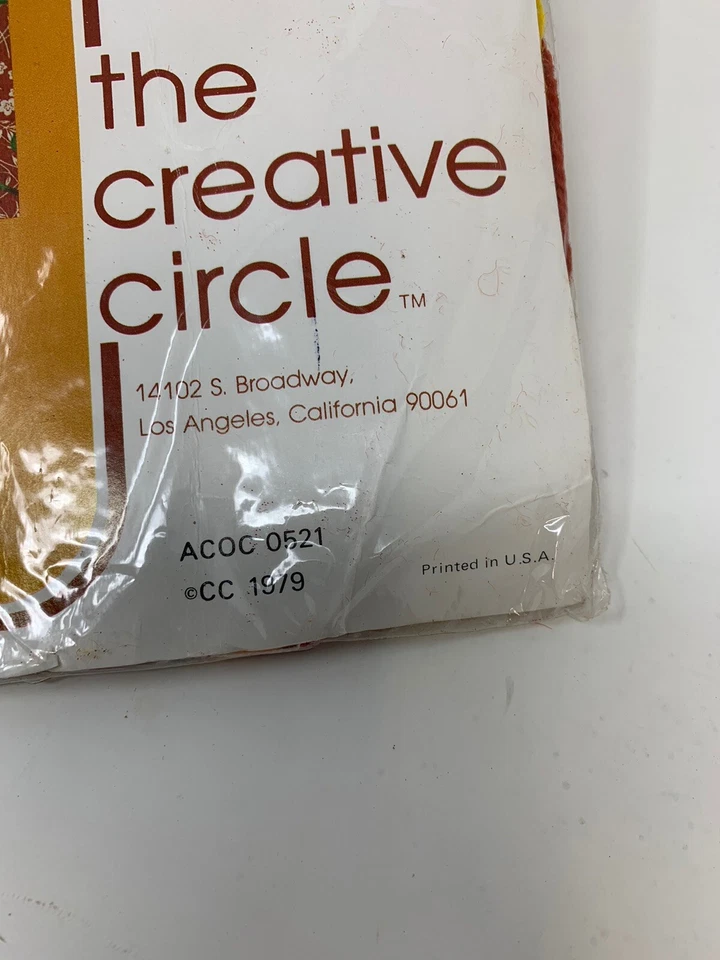 the
creative
circle™
14102 S. Broadway,
Los Angeles, California 90061
ACOC 0521
©CC 1979
Printed in U.S.A.